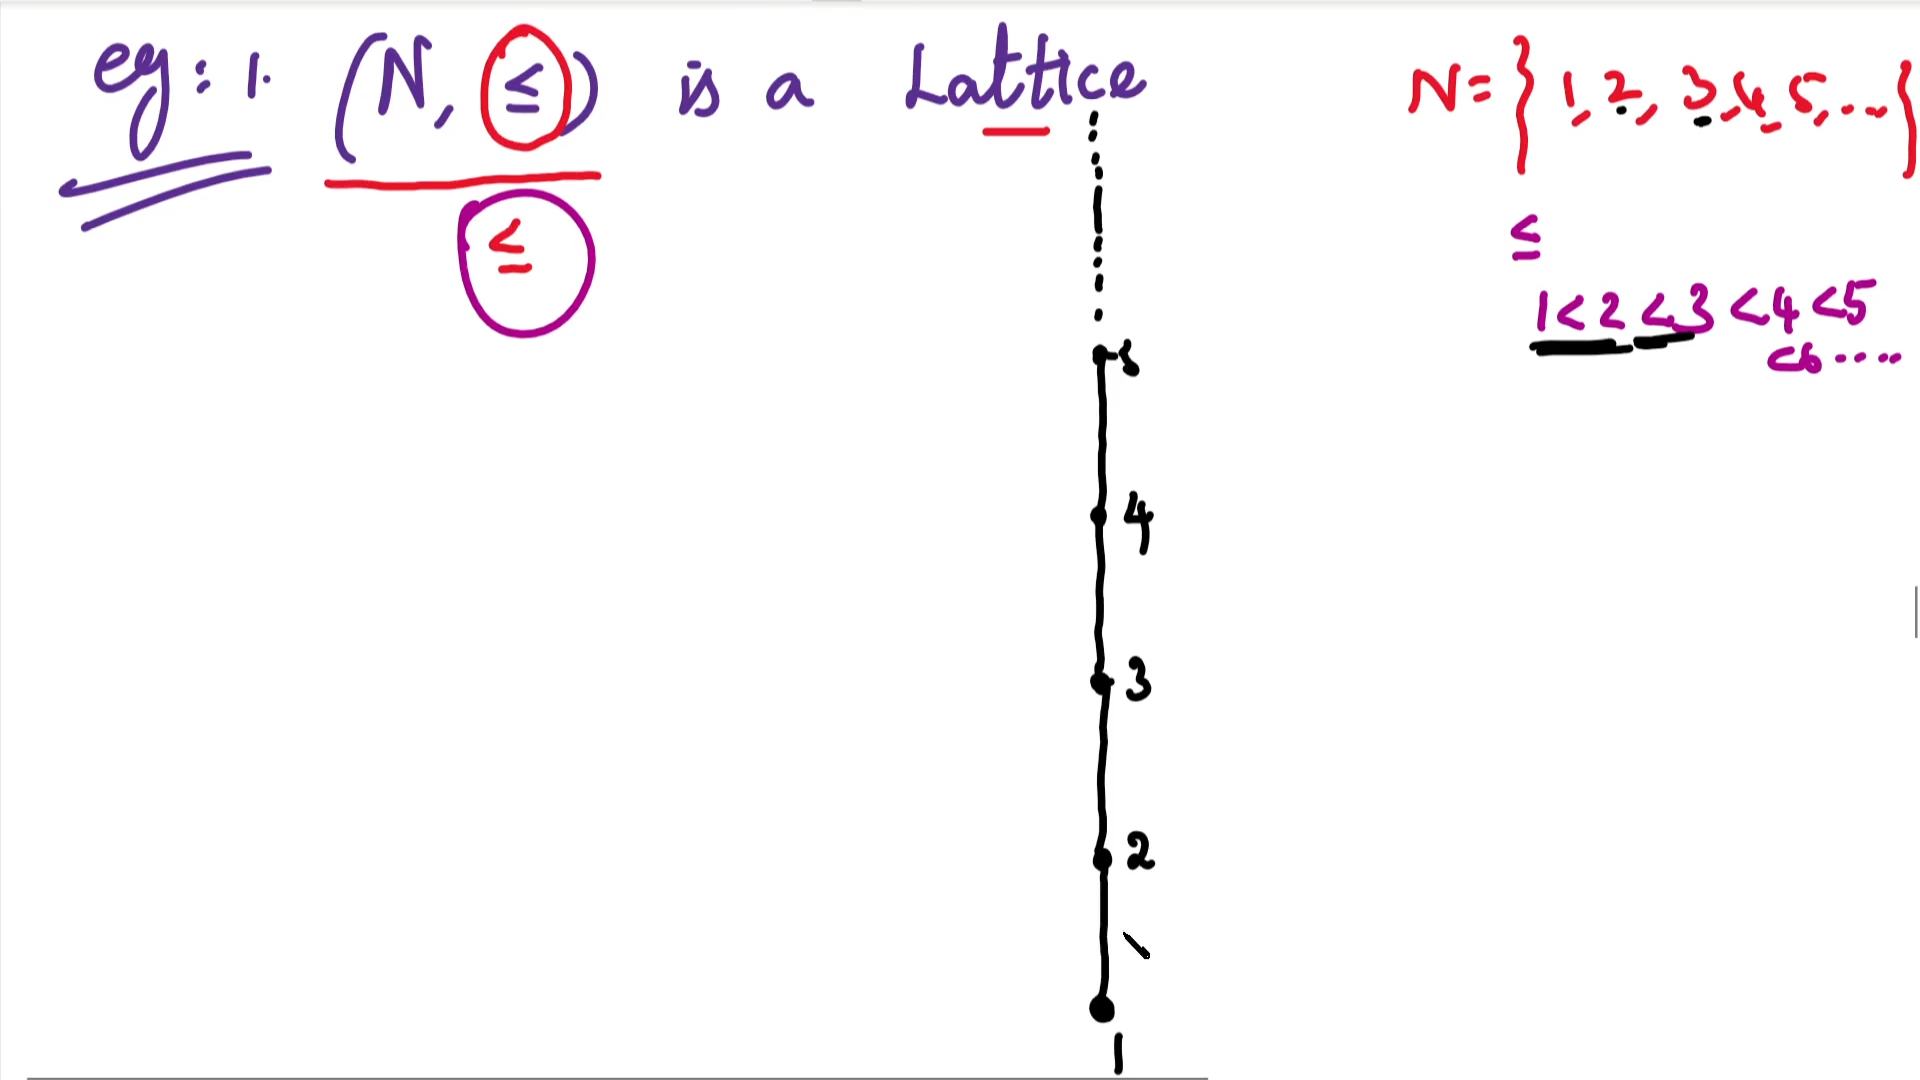 eg: 1. (N, ≤) is a Lattice
N = { 1, 2, 3, 4, 5, ... }
≤
≤
1 < 2 < 3 < 4 < 5
< 6 ....
5
4
3
2
1